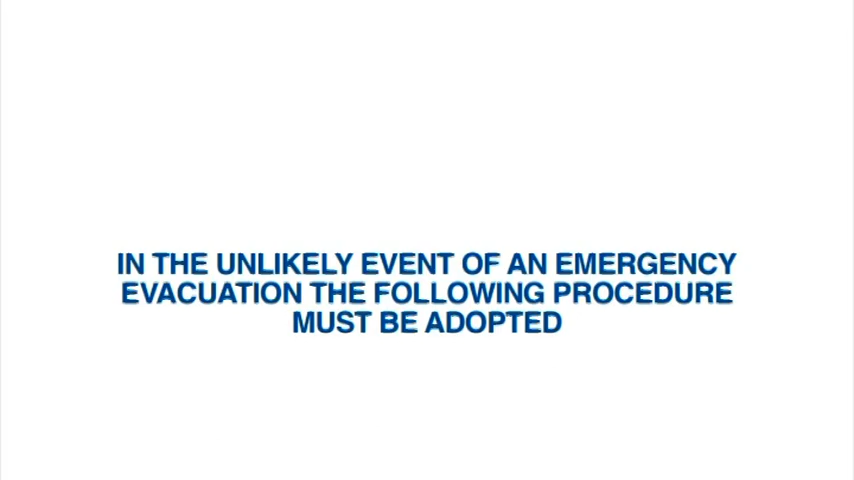 IN THE UNLIKELY EVENT OF AN EMERGENCY
EVACUATION THE FOLLOWING PROCEDURE
MUST BE ADOPTED